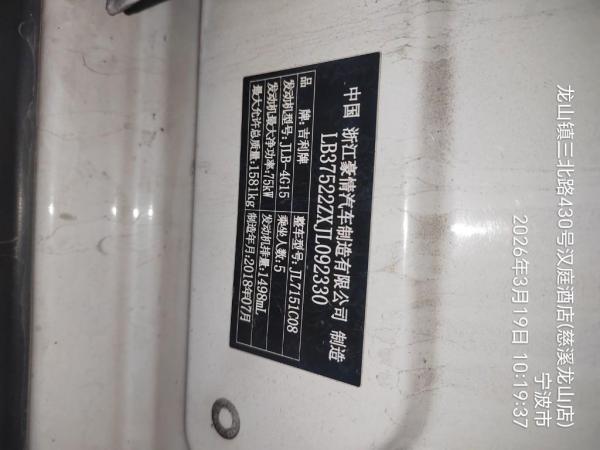 中国 浙江豪情汽车制造有限公司 制造
LB37522ZXJL092330
品 牌:吉利牌 整车型号:JL7151C08
发动机型号:JLB-4G15 乘坐人数:5
发动机最大净功率:75kW 发动机排量:1498mL
最大允许总质量:1581kg 制造年月:2018年07月
龙山镇三北路430号汉庭酒店(慈溪龙山店)
宁波市
2026年3月19日 10:19:37